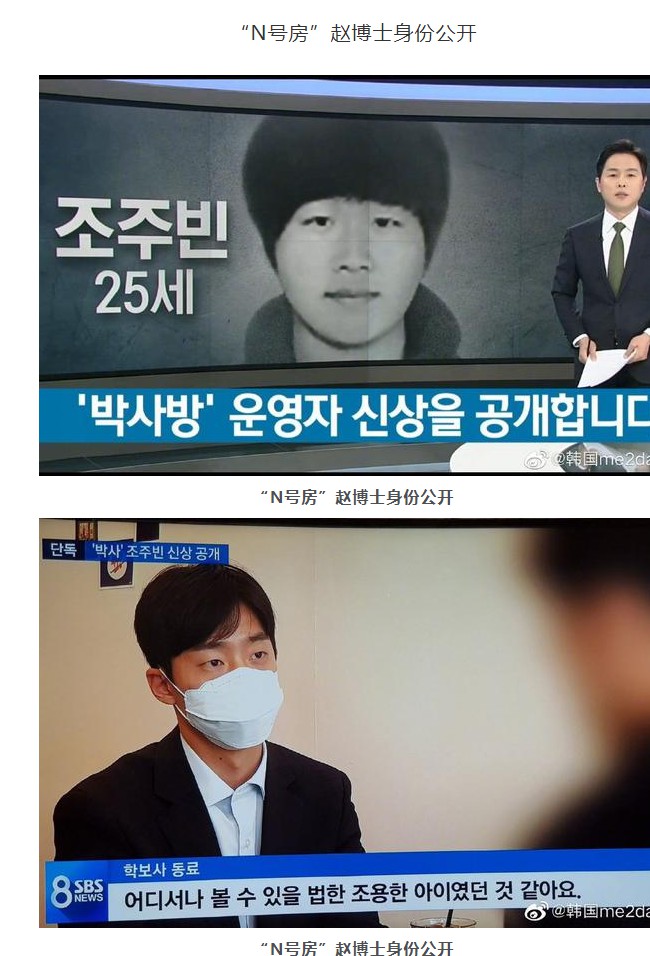 “N号房”赵博士身份公开
조주빈
25세
'박사방' 운영자 신상을 공개합니
@韩国me2da
“N号房”赵博士身份公开
단독 '박사' 조주빈 신상 공개
학보사 동료
8 SBS NEWS
어디서나 볼 수 있을 법한 조용한 아이였던 것 같아요.
@韩国me2da
“N号房”赵博士身份公开